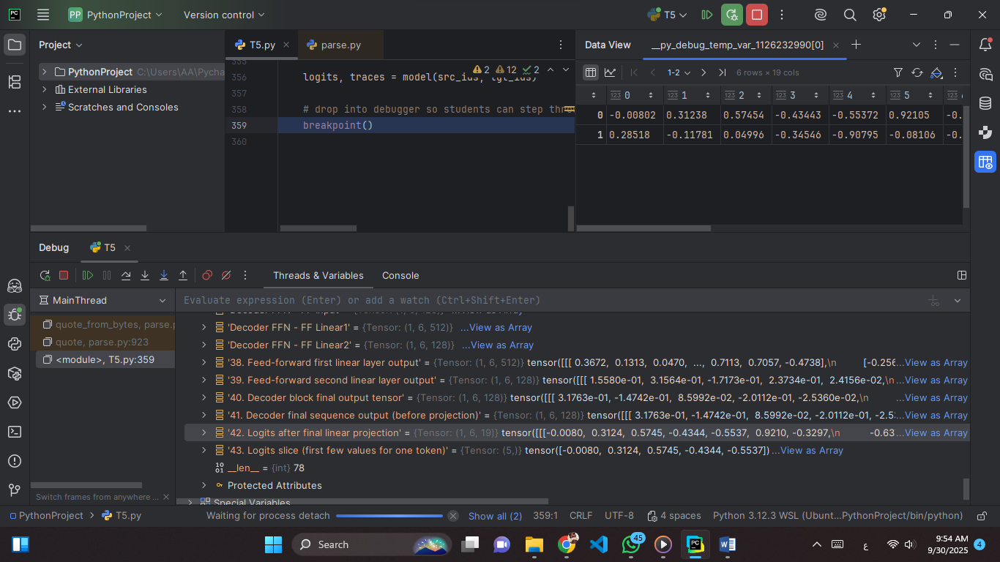 PC PP PythonProject Version control T5
Project
T5.py parse.py
Data View __py_debug_temp_var_1126232990[0]
PythonProject C:\Users\AA\Pycha
External Libraries
Scratches and Consoles
355
356 logits, traces = model(src_ids, tgt_ids)
357
358 # drop into debugger so students can step thro
359 breakpoint()
360
2 12 2
1-2 6 rows × 19 cols
123 0 123 1 123 2 123 3 123 4 123 5
0 -0.00802 0.31238 0.57454 -0.43443 -0.55372 0.92105 -0.
1 0.28518 -0.11781 0.04996 -0.34546 -0.90795 -0.08106 -0.
Debug T5
Threads & Variables Console
MainThread
Evaluate expression (Enter) or add a watch (Ctrl+Shift+Enter)
quote_from_bytes, parse.p
quote, parse.py:923
<module>, T5.py:359
'Decoder FFN - FF Linear1' = {Tensor: (1, 6, 512)} ...View as Array
'Decoder FFN - FF Linear2' = {Tensor: (1, 6, 128)} ...View as Array
'38. Feed-forward first linear layer output' = {Tensor: (1, 6, 512)} tensor([[[ 0.3672, 0.1313, 0.0470, ..., 0.7113, 0.7057, -0.4738],\n [-0.256...View as Array
'39. Feed-forward second linear layer output' = {Tensor: (1, 6, 128)} tensor([[[ 1.5580e-01, 3.1564e-01, -1.7173e-01, 2.3734e-01, 2.4156e-02,\n...View as Array
'40. Decoder block final output tensor' = {Tensor: (1, 6, 128)} tensor([[[ 3.1763e-01, -1.4742e-01, 8.5992e-02, -2.0112e-01, -2.5360e-02,\n ...View as Array
'41. Decoder final sequence output (before projection)' = {Tensor: (1, 6, 128)} tensor([[[ 3.1763e-01, -1.4742e-01, 8.5992e-02, -2.0112e-01, -2.5...View as Array
'42. Logits after final linear projection' = {Tensor: (1, 6, 19)} tensor([[[-0.0080, 0.3124, 0.5745, -0.4344, -0.5537, 0.9210, -0.3297,\n -0.63...View as Array
'43. Logits slice (first few values for one token)' = {Tensor: (5,)} tensor([-0.0080, 0.3124, 0.5745, -0.4344, -0.5537])...View as Array
10 01 __len__ = {int} 78
Protected Attributes
Special Variables
Switch frames from anywhere ...
PythonProject T5.py Waiting for process detach Show all (2) 359:1 CRLF UTF-8 4 spaces Python 3.12.3 WSL (Ubunt...PythonProject/bin/python)
Search 45 PC ع 9:54 AM
9/30/2025 4